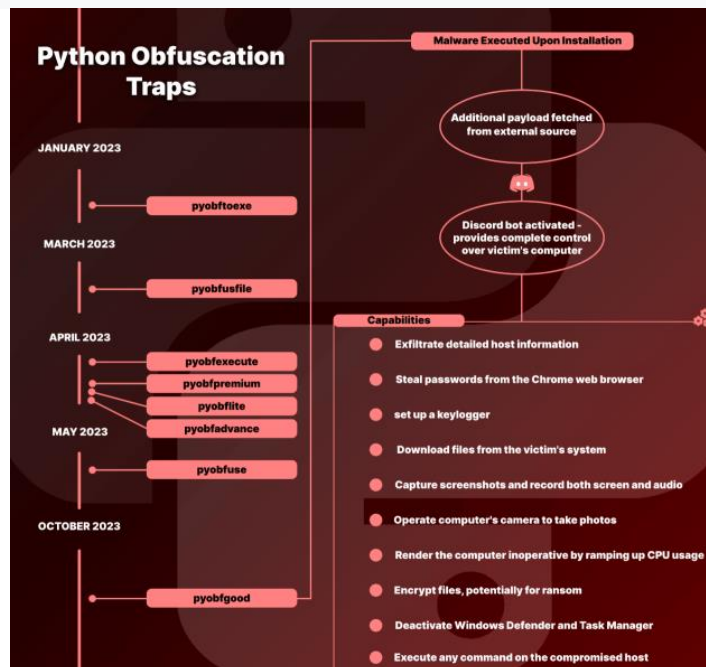 Python Obfuscation
Traps
JANUARY 2023
pyobftoexe
MARCH 2023
pyobfusfile
APRIL 2023
pyobfexecute
pyobfpremium
pyobflite
pyobfadvance
MAY 2023
pyobfuse
OCTOBER 2023
pyobfgood
Malware Executed Upon Installation
Additional payload fetched
from external source
Discord bot activated -
provides complete control
over victim's computer
Capabilities
Exfiltrate detailed host information
Steal passwords from the Chrome web browser
set up a keylogger
Download files from the victim's system
Capture screenshots and record both screen and audio
Operate computer's camera to take photos
Render the computer inoperative by ramping up CPU usage
Encrypt files, potentially for ransom
Deactivate Windows Defender and Task Manager
Execute any command on the compromised host